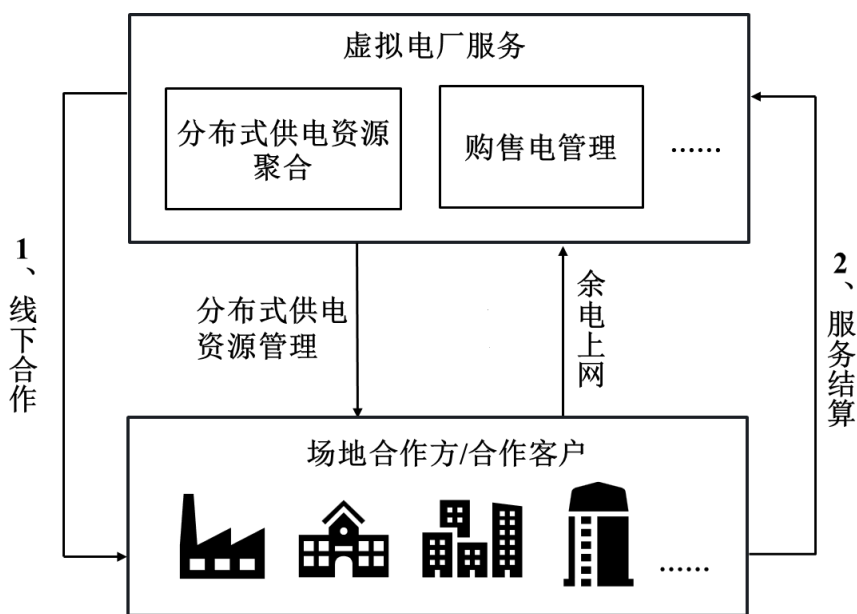 虚拟电厂服务
分布式供电资源
聚合
购售电管理
......
1、线下合作
分布式供电
资源管理
余电上网
2、服务结算
场地合作方/合作客户
......